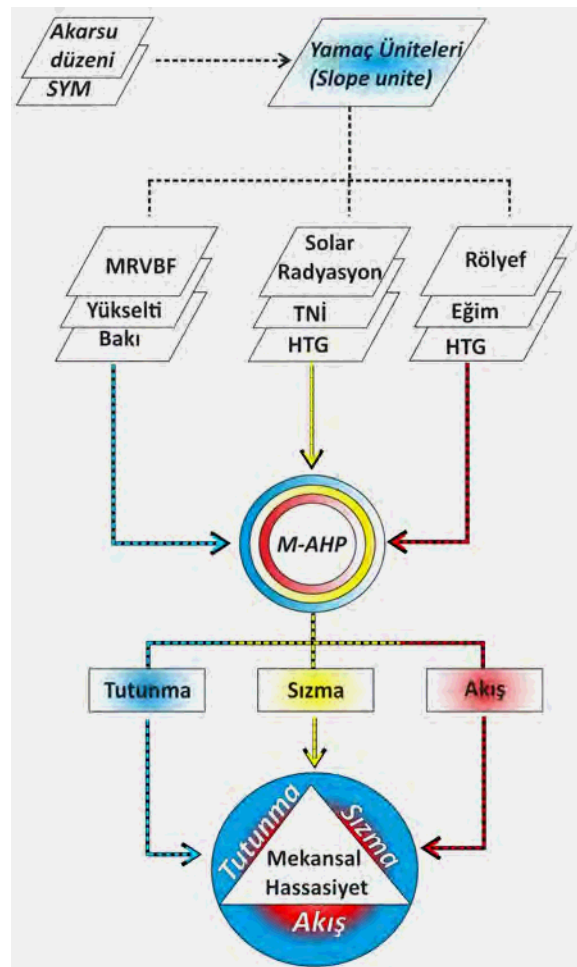 Akarsu
düzeni
SYM
Yamaç Üniteleri
(Slope unite)
MRVBF
Yükselti
Bakı
Solar
Radyasyon
TNİ
HTG
Rölyef
Eğim
HTG
M-AHP
Tutunma
Sızma
Akış
Tutunma
Sızma
Mekansal
Hassasiyet
Akış